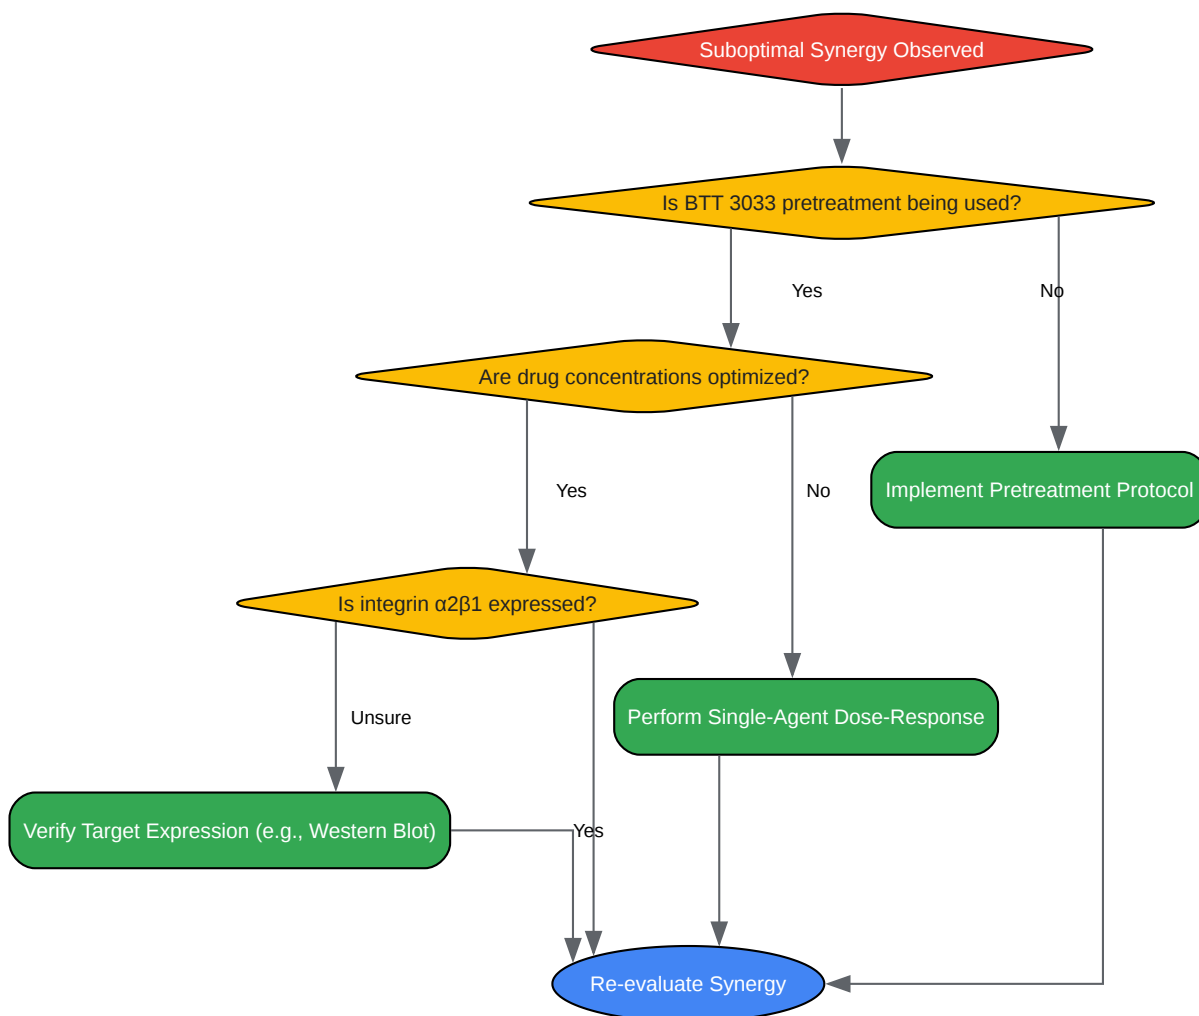 Suboptimal Synergy Observed
Is BTT 3033 pretreatment being used?
Yes
No
Are drug concentrations optimized?
Yes
No
Implement Pretreatment Protocol
Is integrin α2β1 expressed?
Unsure
Perform Single-Agent Dose-Response
Verify Target Expression (e.g., Western Blot)
Yes
Re-evaluate Synergy